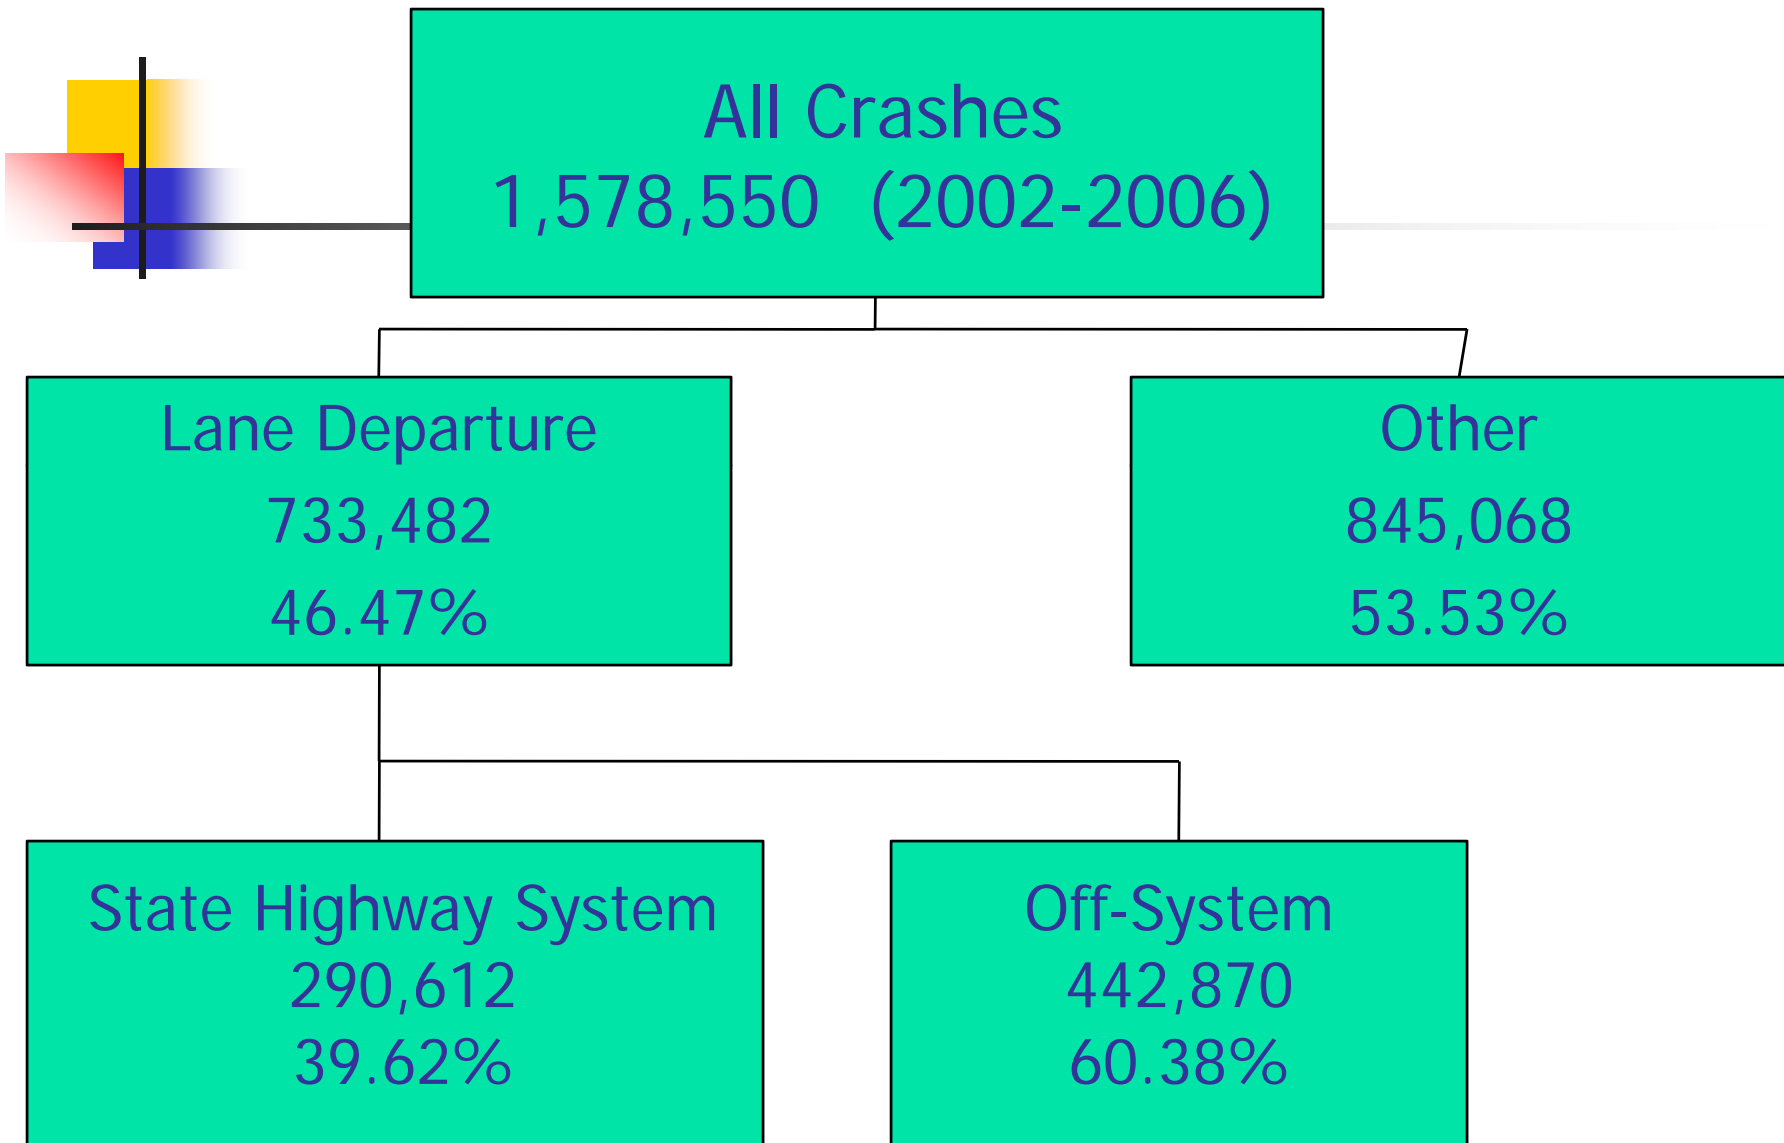 All Crashes
1,578,550 (2002-2006)
Lane Departure
733,482
46.47%
Other
845,068
53.53%
State Highway System
290,612
39.62%
Off-System
442,870
60.38%